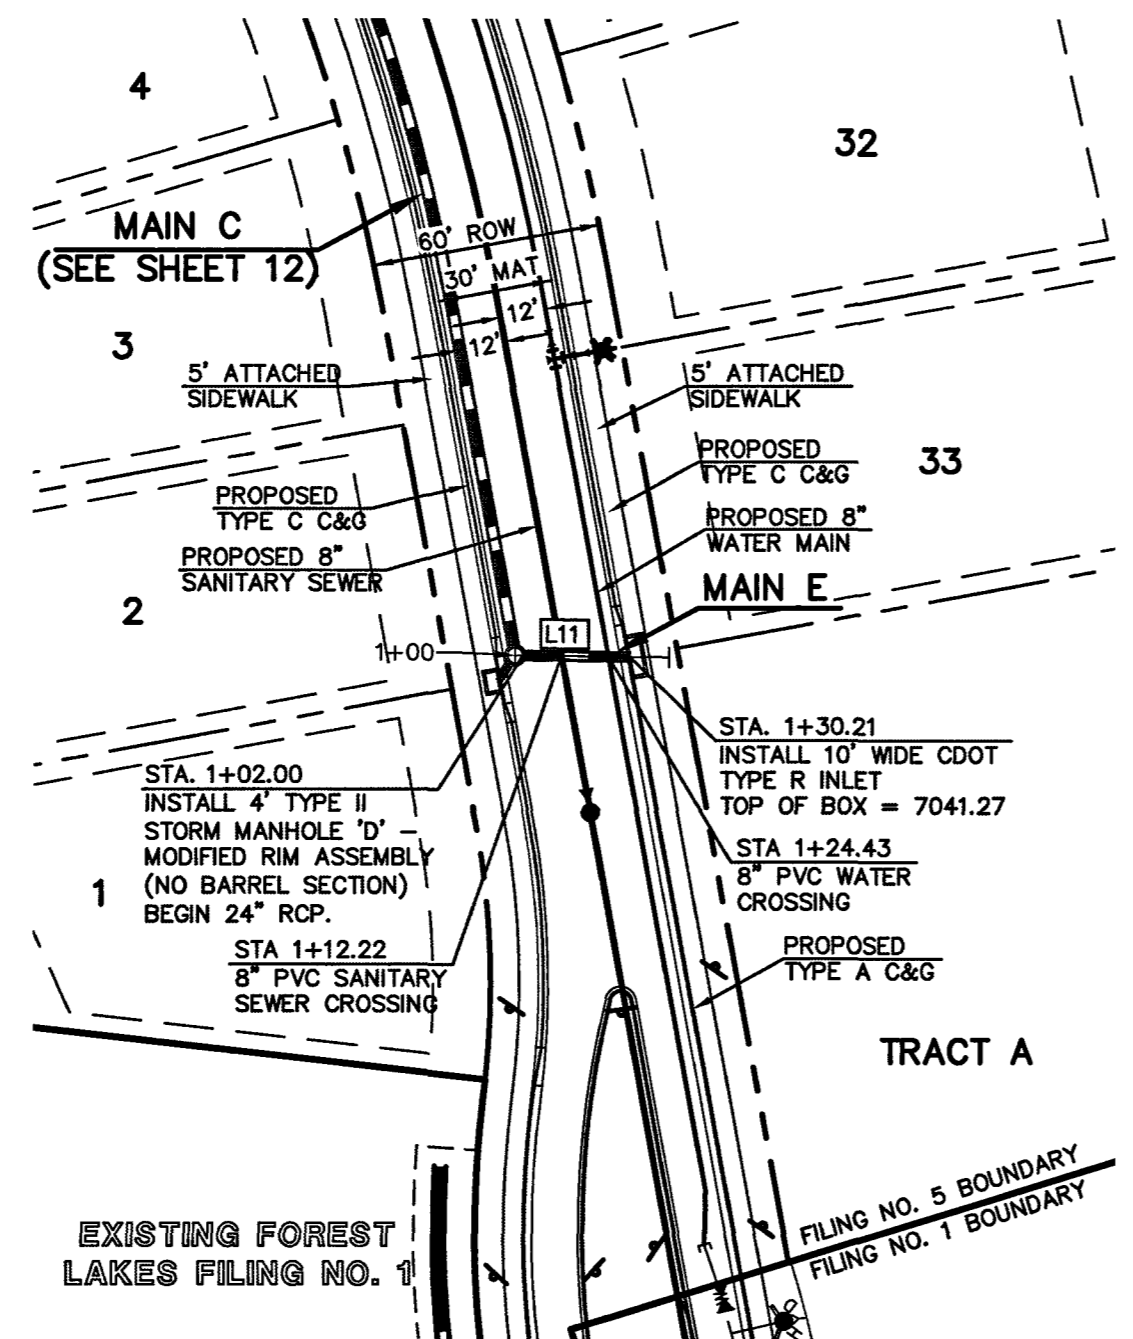 4
32
MAIN C
(SEE SHEET 12)
60' ROW
30' MAT
12'
12'
3
5' ATTACHED
SIDEWALK
5' ATTACHED
SIDEWALK
PROPOSED
TYPE C C&G
33
PROPOSED
TYPE C C&G
PROPOSED 8"
WATER MAIN
PROPOSED 8"
SANITARY SEWER
MAIN E
2
L11
1+00
STA. 1+30.21
INSTALL 10' WIDE CDOT
TYPE R INLET
TOP OF BOX = 7041.27
STA. 1+02.00
INSTALL 4' TYPE II
STORM MANHOLE 'D' –
MODIFIED RIM ASSEMBLY
(NO BARREL SECTION)
BEGIN 24" RCP.
1
STA 1+24.43
8" PVC WATER
CROSSING
STA 1+12.22
8" PVC SANITARY
SEWER CROSSING
PROPOSED
TYPE A C&G
TRACT A
FILING NO. 5 BOUNDARY
FILING NO. 1 BOUNDARY
EXISTING FOREST
LAKES FILING NO. 1